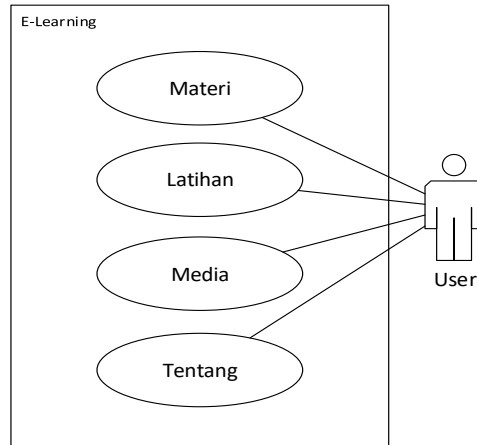 E-Learning
Materi
Latihan
Media
Tentang
User